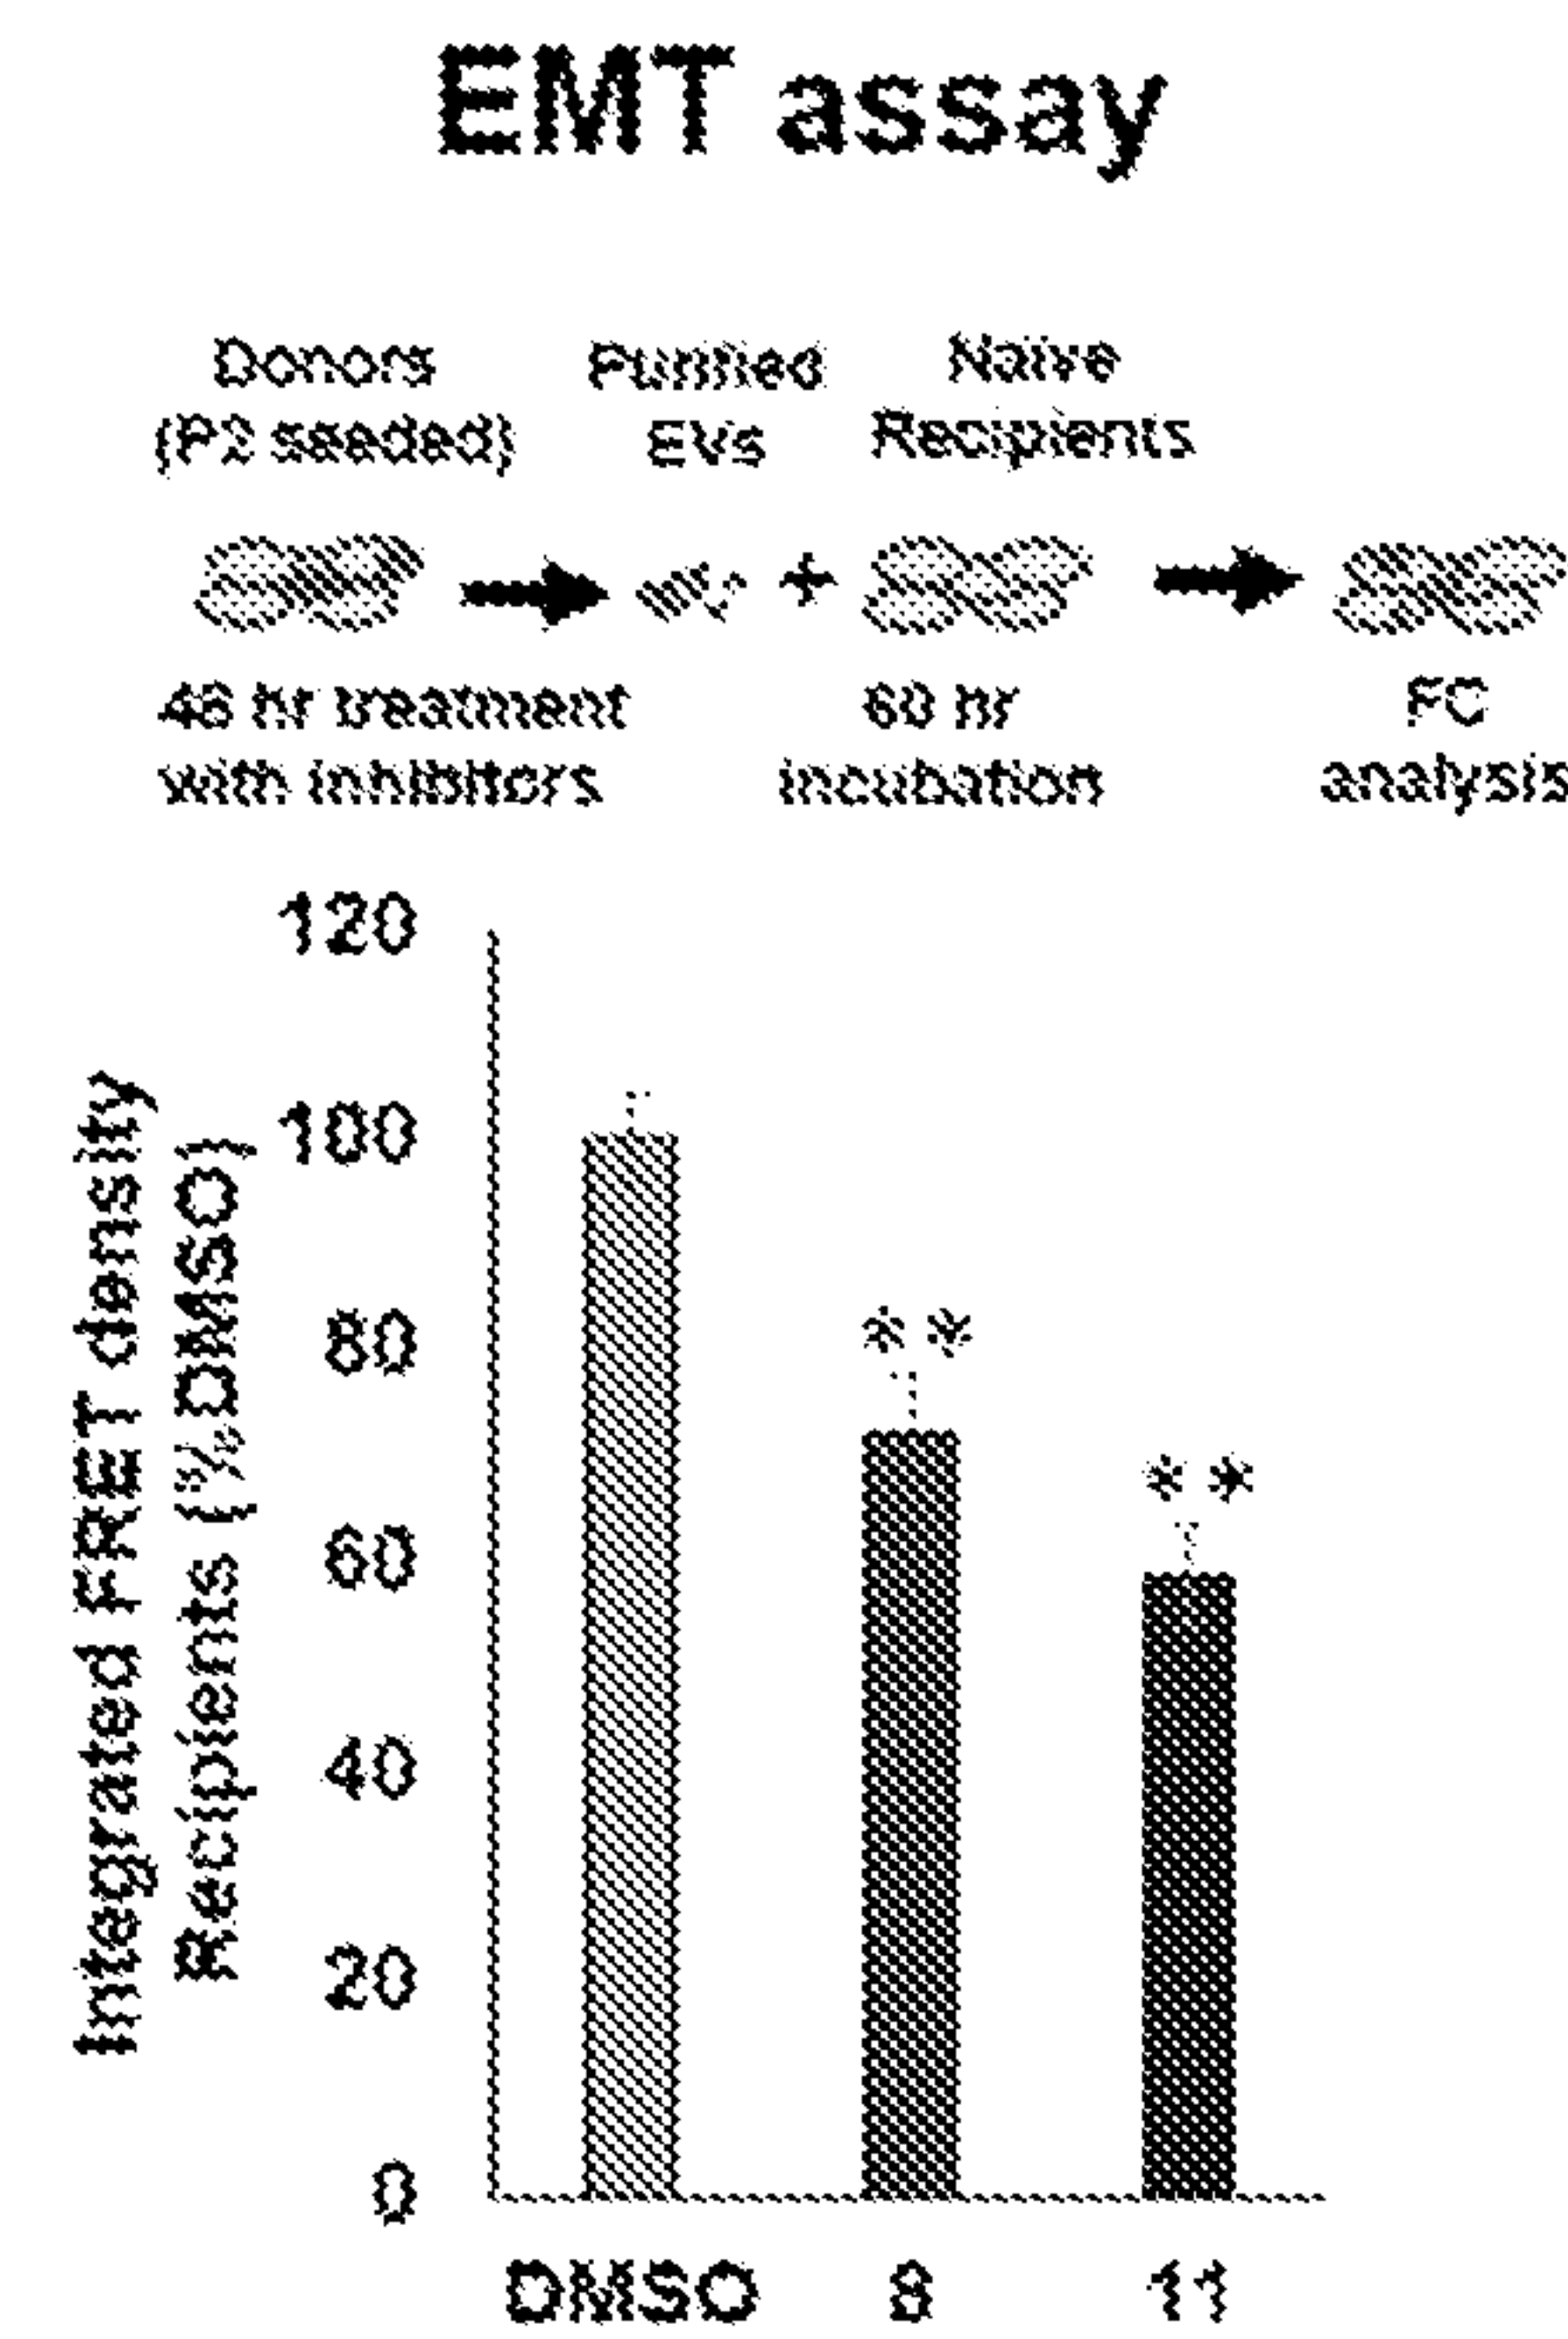 EMT assay
Donors
(P2 seeded)
Purified
EVs
Naive
Recipients
+
48 hr treatment
with inhibitors
60 hr
incubation
FC
analysis
Integrated FRET density
Recipients (%DMSO)
120
100
80
60
40
20
0
**
**
DMSO 8 11